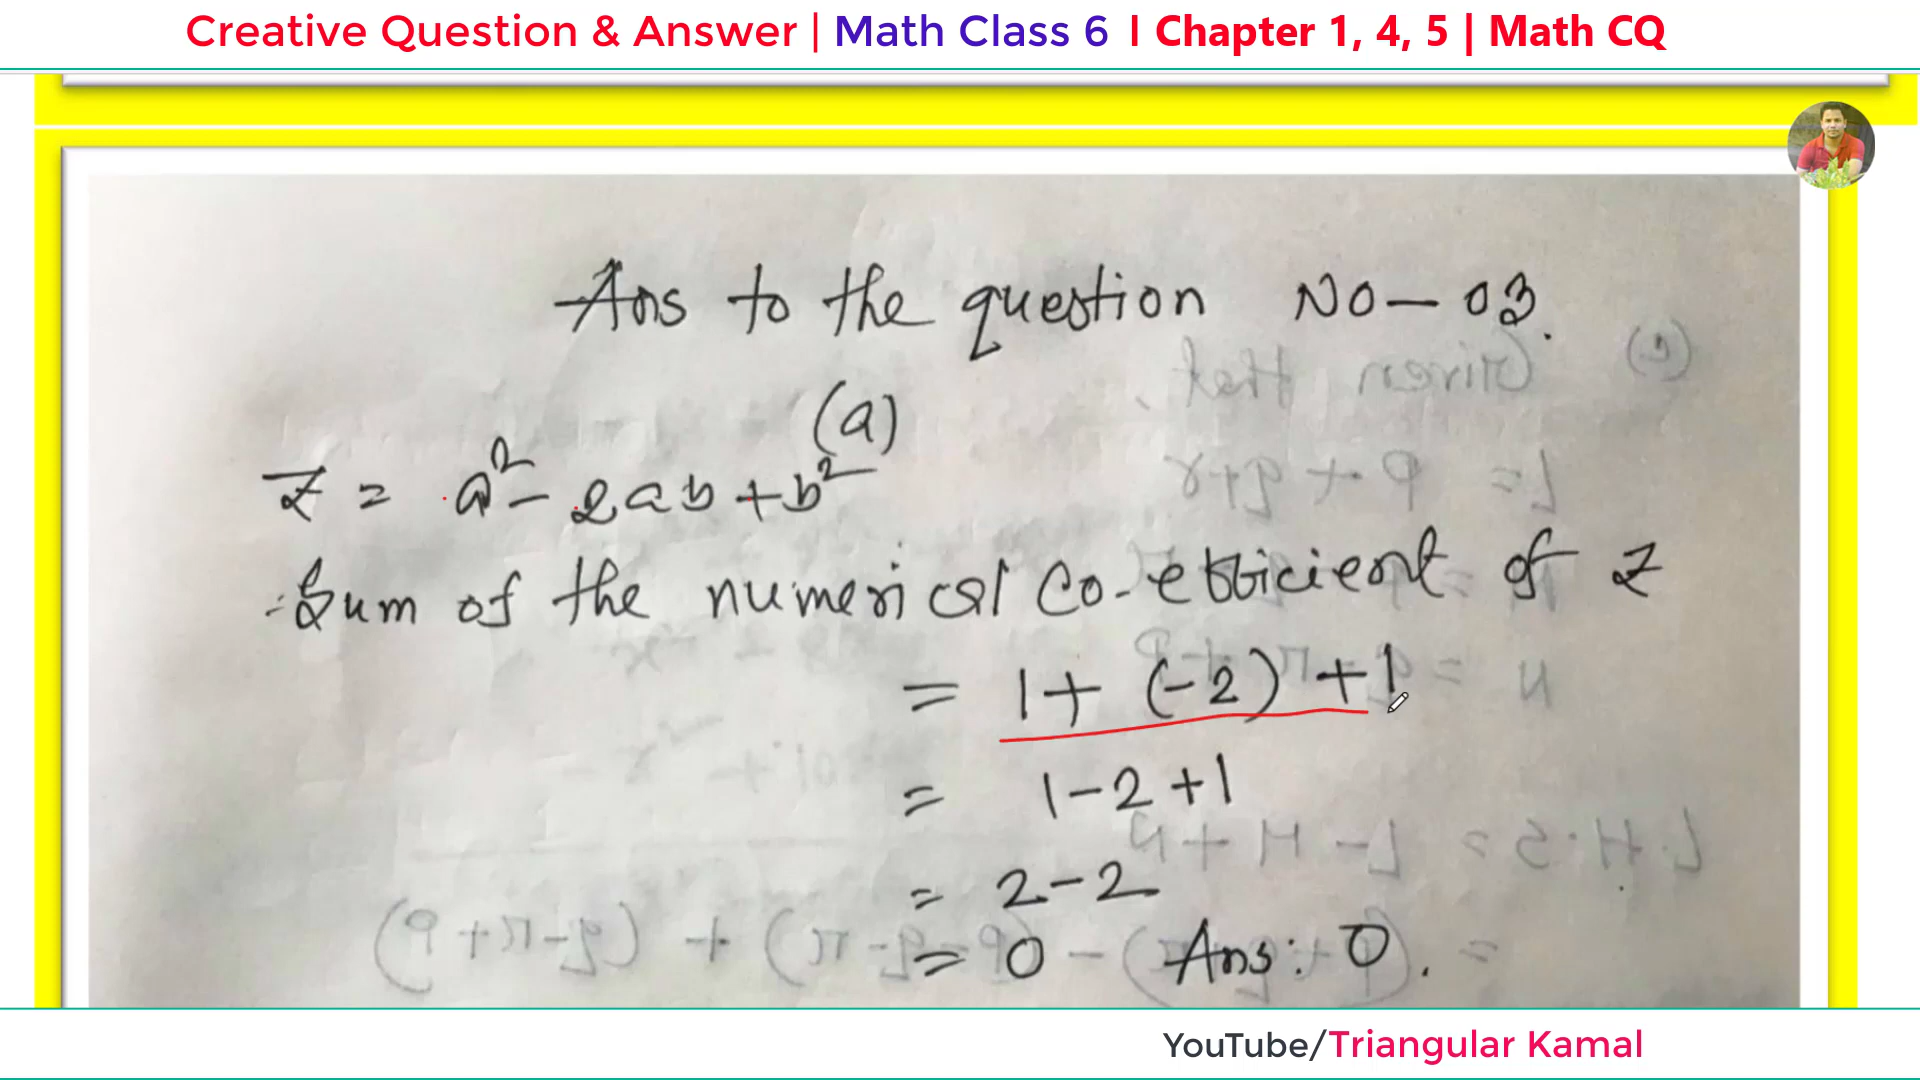 Creative Question & Answer | Math Class 6 I Chapter 1, 4, 5 | Math CQ
Ans to the question NO-03.
(a)
Z = a² - 2ab + b²
Sum of the numerical Co-efficient of Z
= 1 + (-2) + 1
= 1 - 2 + 1
= 2 - 2
= 0 Ans: 0.
YouTube/Triangular Kamal